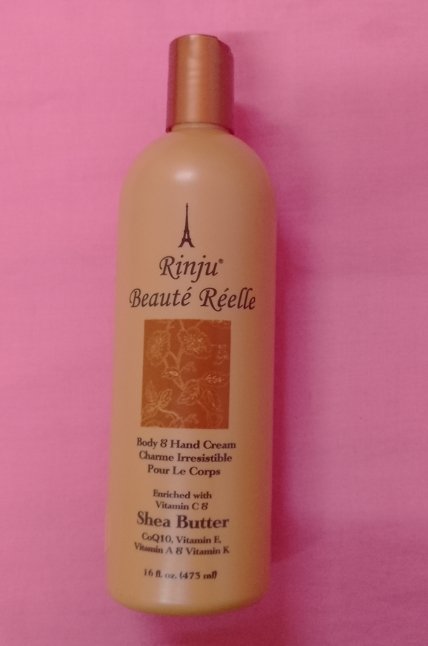 Rinju®
Beauté Réelle
Body & Hand Cream
Charme Irresistible
Pour Le Corps
Enriched with
Vitamin C &
Shea Butter
CoQ10, Vitamin E,
Vitamin A & Vitamin K
16 fl. oz. (473 ml)